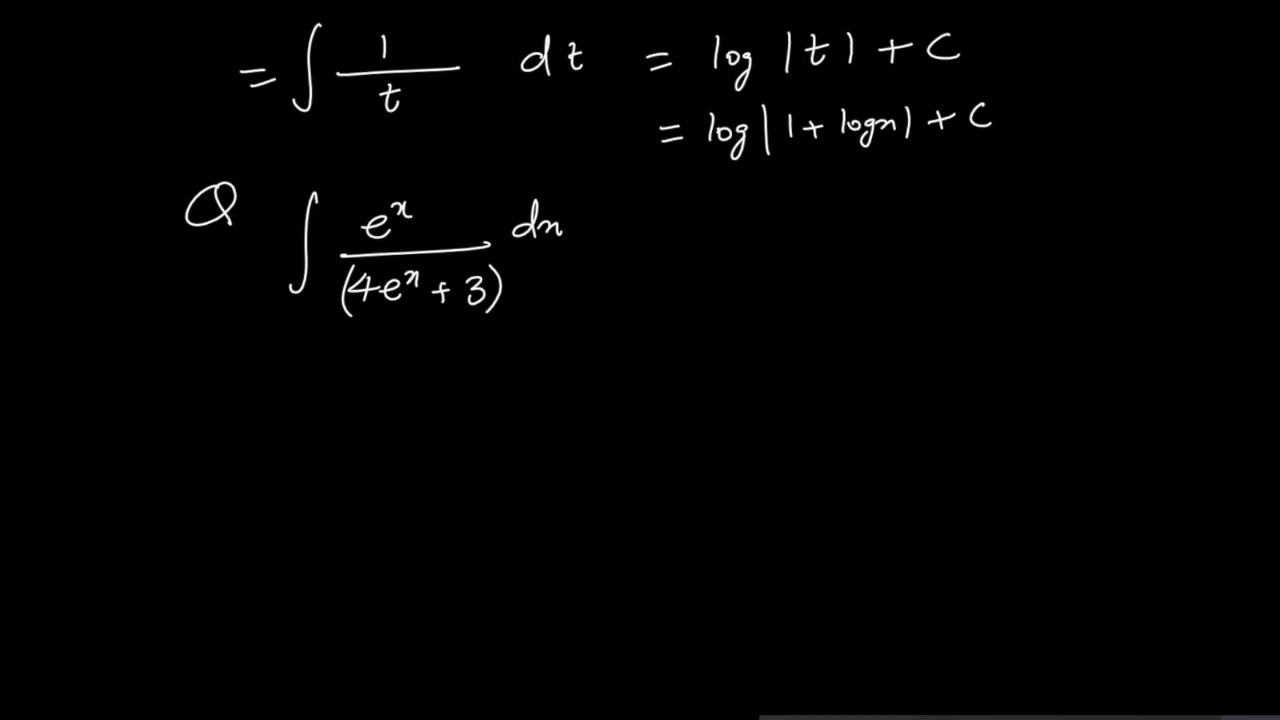 = ∫ 1/t dt = log |t| + C
= log |1 + log x| + C
Q ∫ e^x/(4e^x + 3) dx